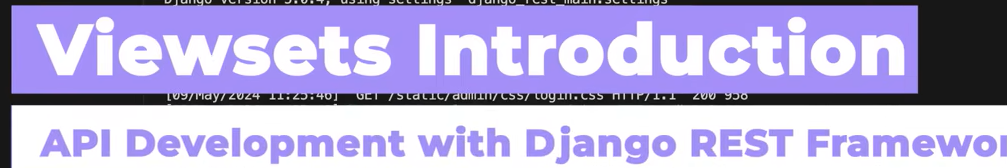 Django version 5.0.4, using settings 'django_rest_main.settings'
Viewsets Introduction
[09/May/2024 11:25:46] "GET /static/admin/css/login.css HTTP/1.1" 200 958
API Development with Django REST Framewo